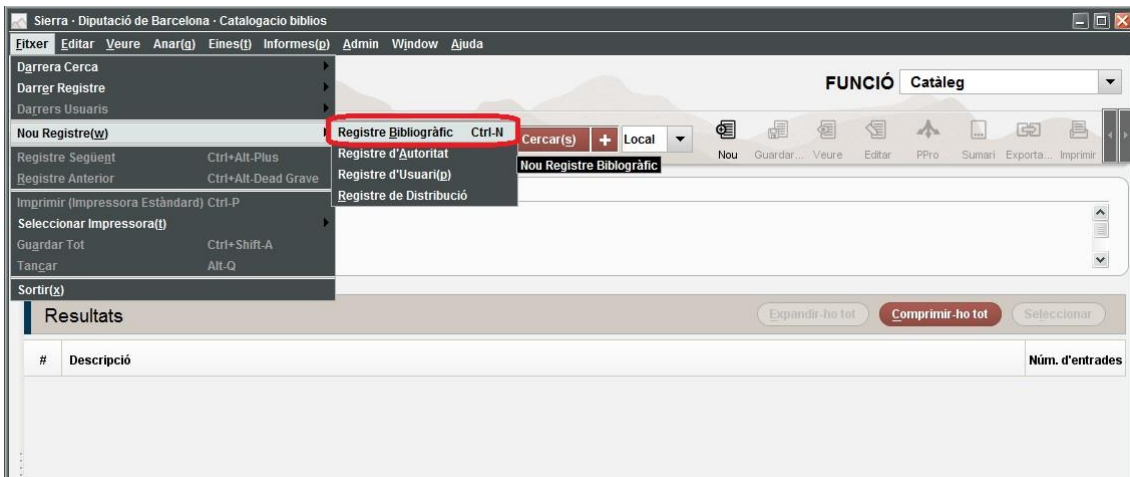 Sierra · Diputació de Barcelona · Catalogacio biblios
Fitxer Editar Veure Anar(g) Eines(t) Informes(p) Admin Window Ajuda
Darrera Cerca
Darrer Registre
Darrers Usuaris
Nou Registre(w)
Registre Següent Ctrl+Alt-Plus
Registre Anterior Ctrl+Alt-Dead Grave
Imprimir (Impressora Estàndard) Ctrl-P
Seleccionar Impressora(t)
Guardar Tot Ctrl+Shift-A
Tancar Alt-Q
Sortir(x)
Registre Bibliogràfic Ctrl-N
Registre d'Autoritat
Registre d'Usuari(p)
Registre de Distribució
FUNCIÓ Catàleg
Cercar(s) + Local
Nou Registre Biblogràfic
Nou Guardar... Veure Editar PPro Sumari Exporta... Imprimir
Resultats Expandir-ho tot Comprimir-ho tot Seleccionar
# Descripció Núm. d'entrades